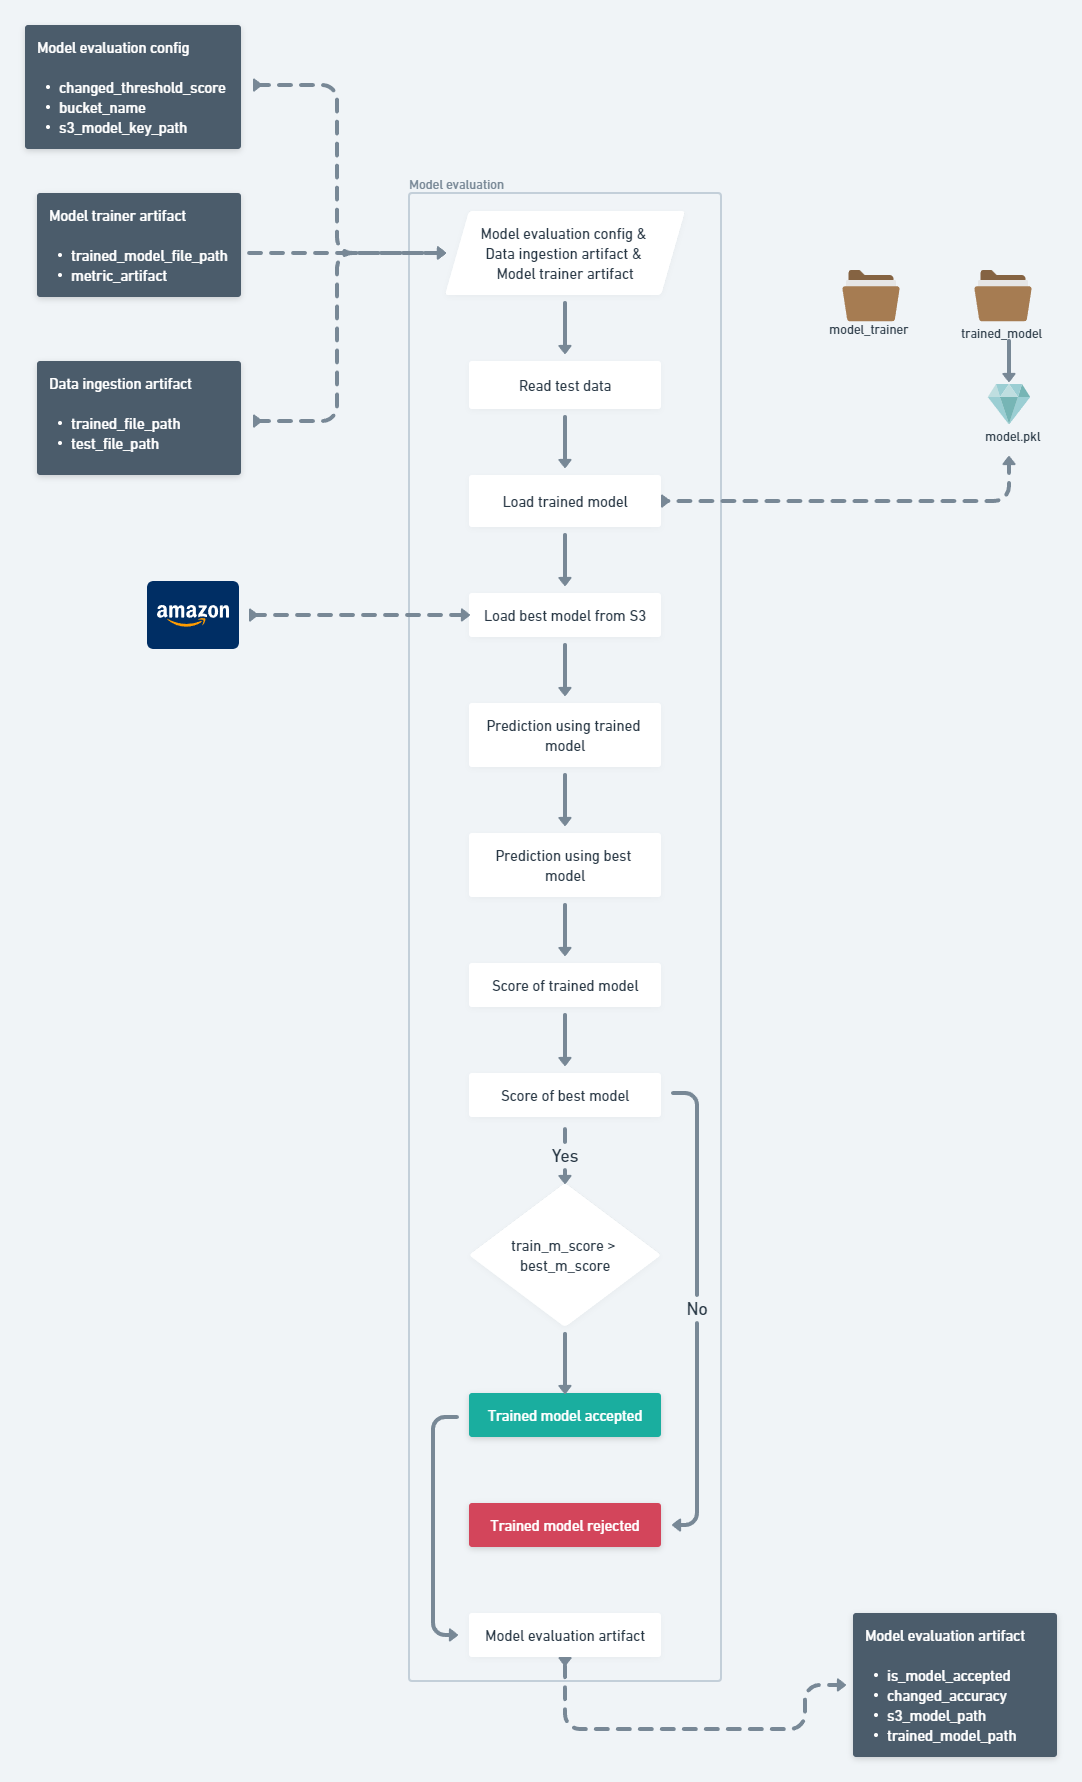 Model evaluation config
• changed_threshold_score
• bucket_name
• s3_model_key_path
Model trainer artifact
• trained_model_file_path
• metric_artifact
Data ingestion artifact
• trained_file_path
• test_file_path
amazon
Model evaluation
Model evaluation config &
Data ingestion artifact &
Model trainer artifact
Read test data
Load trained model
Load best model from S3
Prediction using trained
model
Prediction using best
model
Score of trained model
Score of best model
Yes
train_m_score >
best_m_score
No
Trained model accepted
Trained model rejected
Model evaluation artifact
model_trainer
trained_model
model.pkl
Model evaluation artifact
• is_model_accepted
• changed_accuracy
• s3_model_path
• trained_model_path